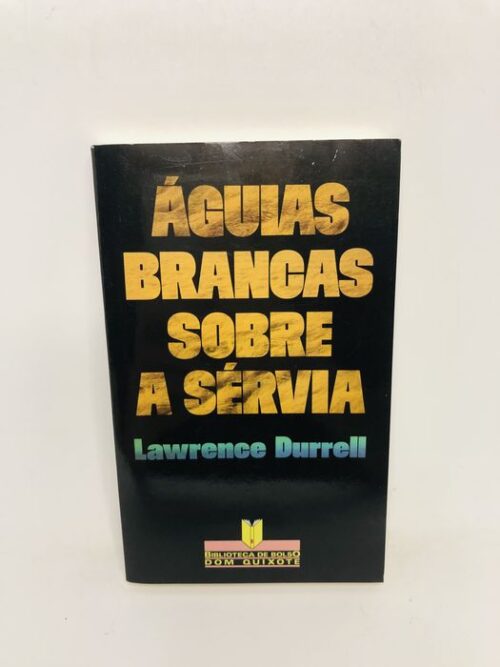 ÁGUIAS
BRANCAS
SOBRE
A SÉRVIA
Lawrence Durrell
BIBLIOTECA DE BOLSO
DOM QUIXOTE